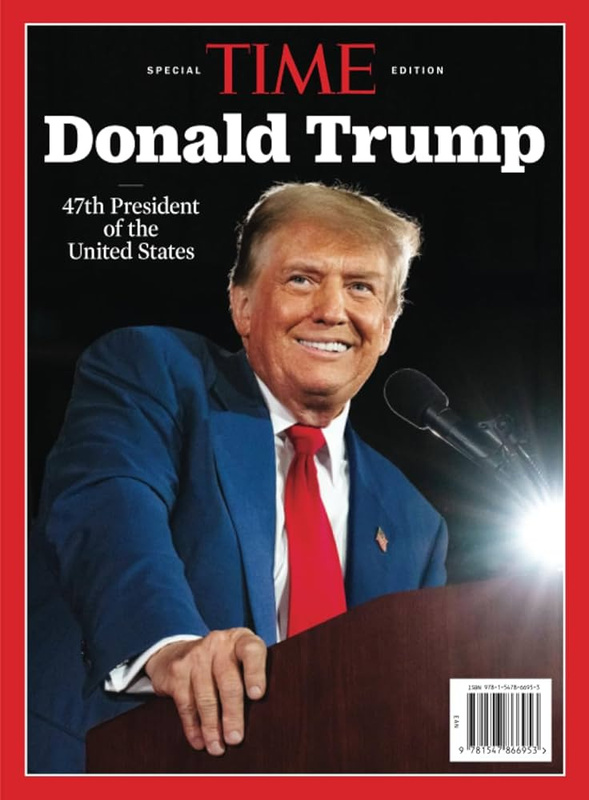 SPECIAL TIME EDITION
Donald Trump
47th President
of the
United States
ISBN 978-1-5478-6695-3
EAN
9 781547 866953 >